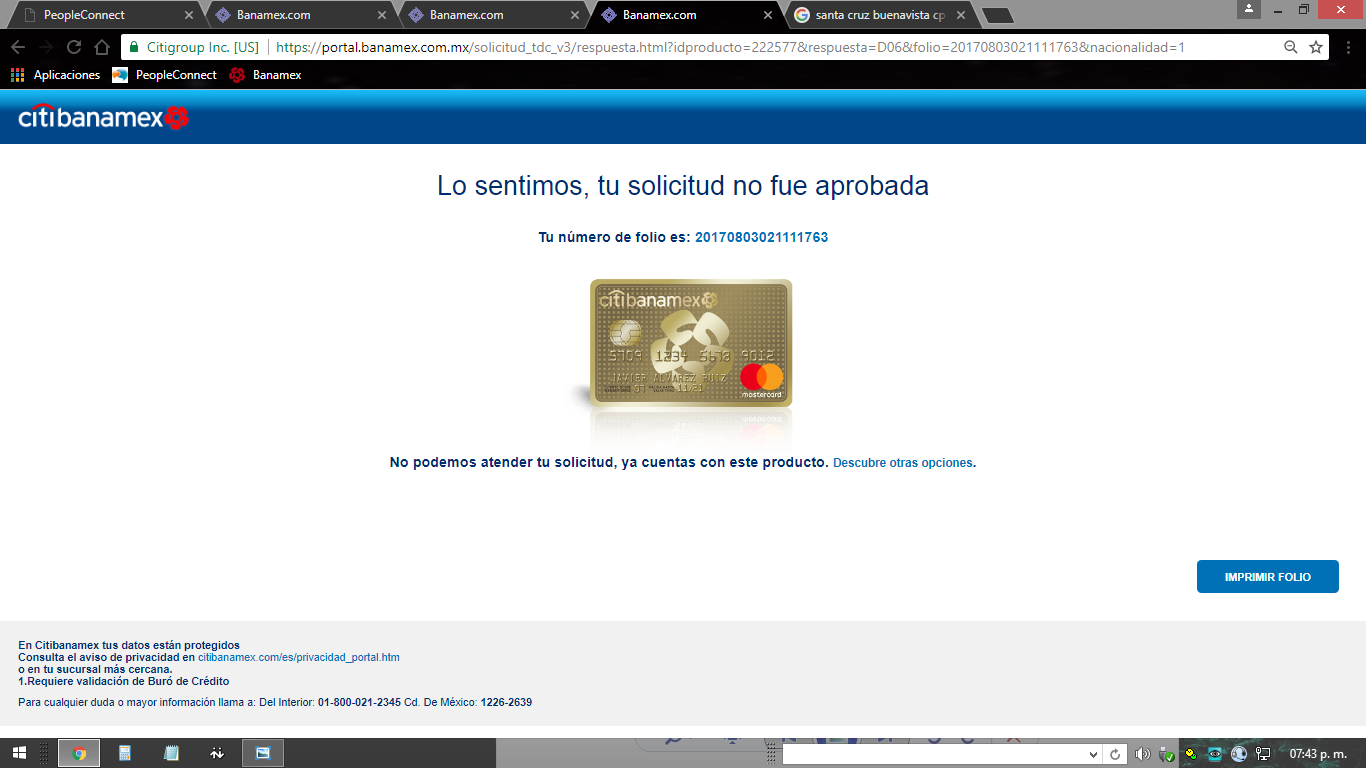 PeopleConnect
Banamex.com
Banamex.com
Banamex.com
santa cruz buenavista cp
Citigroup Inc. [US]
https://portal.banamex.com.mx/solicitud_tdc_v3/respuesta.html?idproducto=222577&respuesta=D06&folio=20170803021111763&nacionalidad=1
Aplicaciones
PeopleConnect
Banamex
citibanamex
Lo sentimos, tu solicitud no fue aprobada
Tu número de folio es: 20170803021111763
citibanamex
5709 1234 5678 9012
JAVIER ALVAREZ RUIZ
07 11/21
mastercard
No podemos atender tu solicitud, ya cuentas con este producto. Descubre otras opciones.
IMPRIMIR FOLIO
En Citibanamex tus datos están protegidos
Consulta el aviso de privacidad en citibanamex.com/es/privacidad_portal.htm
o en tu sucursal más cercana.
1.Requiere validación de Buró de Crédito
Para cualquier duda o mayor información llama a: Del Interior: 01-800-021-2345 Cd. De México: 1226-2639
07:43 p. m.